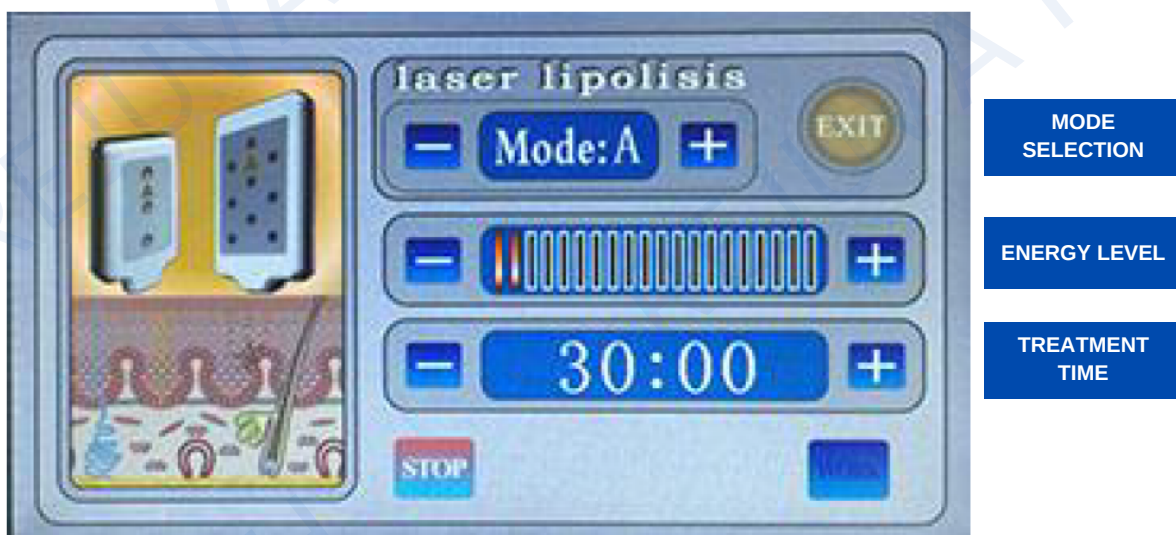 laser lipolisis
Mode:A
EXIT
MODE
SELECTION
ENERGY LEVEL
30:00
TREATMENT
TIME
STOP